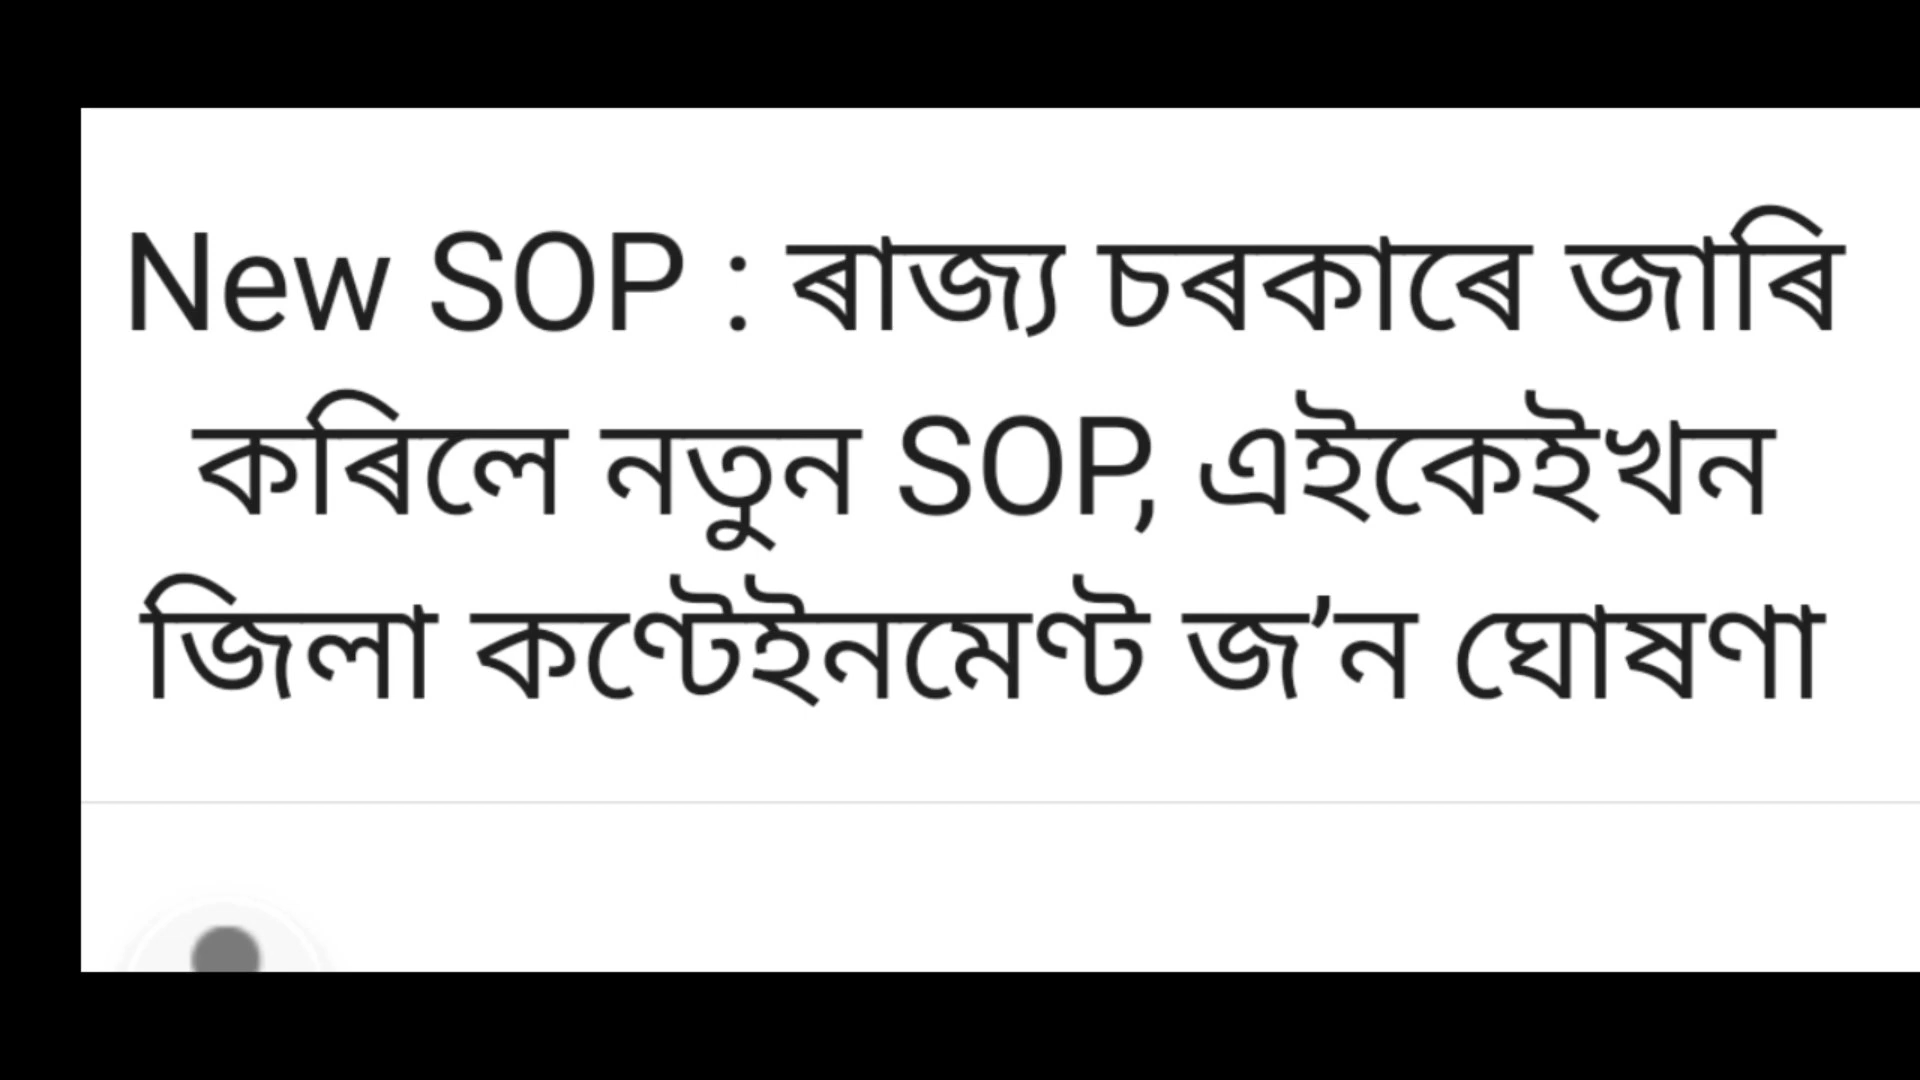 New SOP : ৰাজ্য চৰকাৰে জাৰি
কৰিলে নতুন SOP, এইকেইখন
জিলা কণ্টেইনমেণ্ট জ’ন ঘোষণা